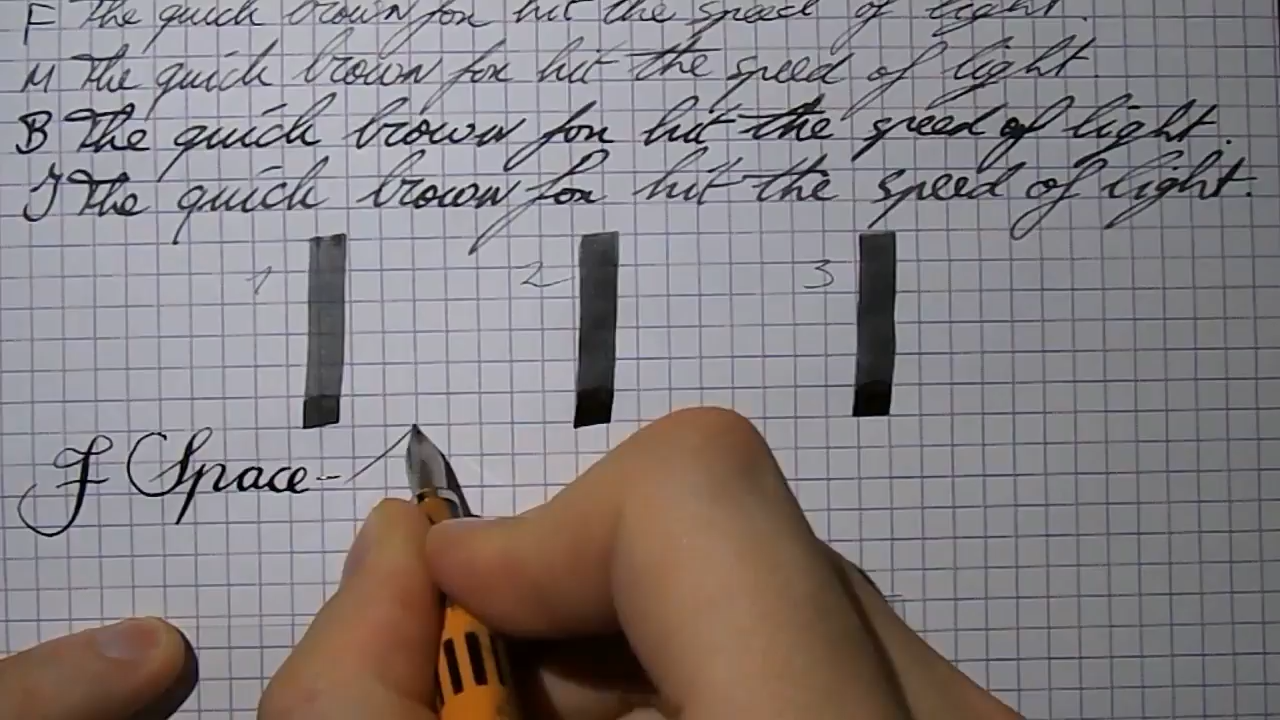 F The quick brown fox hit the speed of light.
M The quick brown fox hit the speed of light.
B The quick brown fox hit the speed of light.
J The quick brown fox hit the speed of light.
1 2 3
F Space-